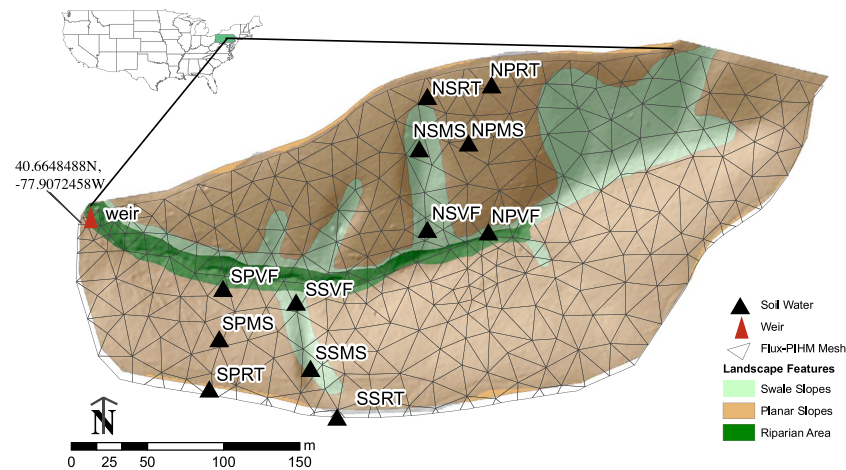 NPRT
NSRT
NSMS
NPMS
40.6648488N,
-77.9072458W
weir
NSVF
NPVF
SPVF
SSVF
SPMS
SSMS
SPRT
SSRT
N
m
0 25 50 100 150
Soil Water
Weir
Flux-PIHM Mesh
Landscape Features
Swale Slopes
Planar Slopes
Riparian Area